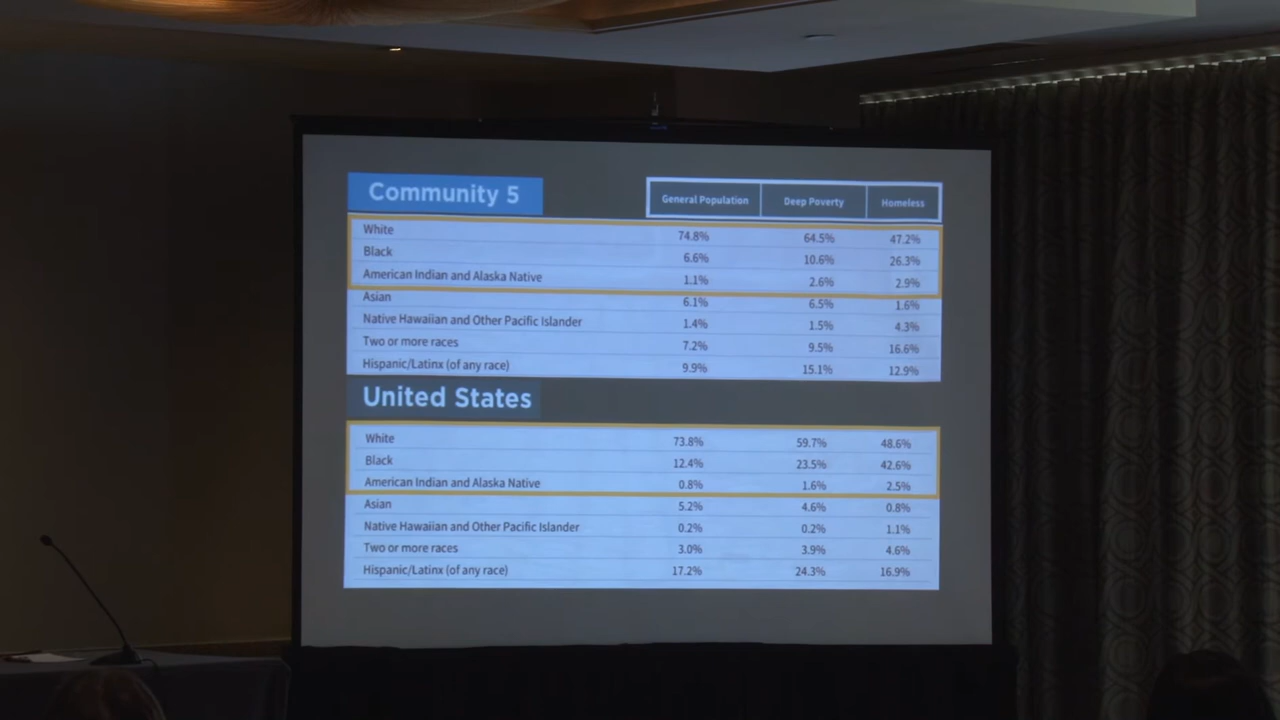 Community 5
General Population Deep Poverty Homeless
White 74.8% 64.5% 47.2%
Black 6.6% 10.6% 26.3%
American Indian and Alaska Native 1.1% 2.6% 2.9%
Asian 6.1% 6.5% 1.6%
Native Hawaiian and Other Pacific Islander 1.4% 1.5% 4.3%
Two or more races 7.2% 9.5% 16.6%
Hispanic/Latinx (of any race) 9.9% 15.1% 12.9%
United States
White 73.8% 59.7% 48.6%
Black 12.4% 23.5% 42.6%
American Indian and Alaska Native 0.8% 1.6% 2.5%
Asian 5.2% 4.6% 0.8%
Native Hawaiian and Other Pacific Islander 0.2% 0.2% 1.1%
Two or more races 3.0% 3.9% 4.6%
Hispanic/Latinx (of any race) 17.2% 24.3% 16.9%